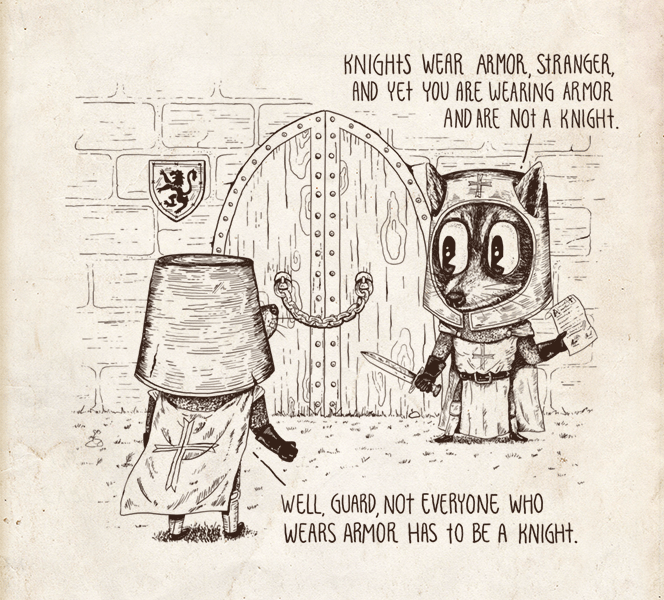 KNIGHTS WEAR ARMOR, STRANGER,
AND YET YOU ARE WEARING ARMOR
AND ARE NOT A KNIGHT.
WELL, GUARD, NOT EVERYONE WHO
WEARS ARMOR HAS TO BE A KNIGHT.